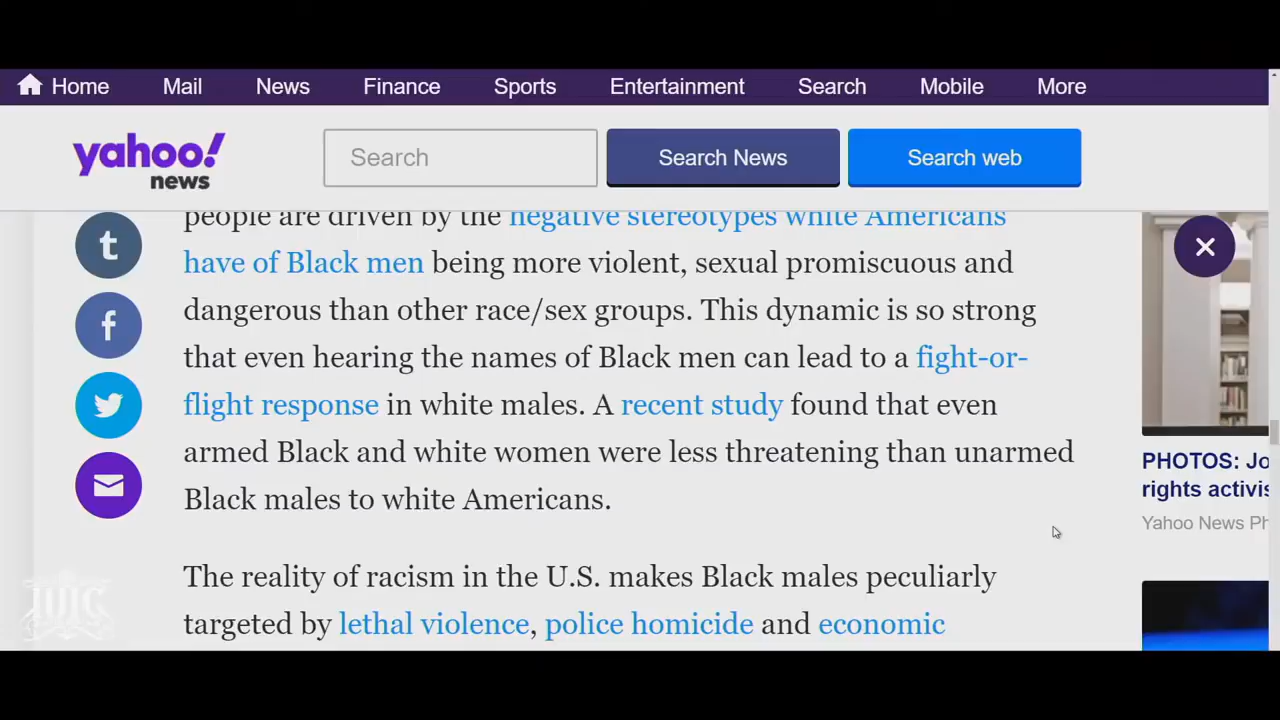 Home Mail News Finance Sports Entertainment Search Mobile More
yahoo!
news
Search
Search News
Search web
people are driven by the negative stereotypes white Americans
have of Black men being more violent, sexual promiscuous and
dangerous than other race/sex groups. This dynamic is so strong
that even hearing the names of Black men can lead to a fight-or-
flight response in white males. A recent study found that even
armed Black and white women were less threatening than unarmed
Black males to white Americans.
The reality of racism in the U.S. makes Black males peculiarly
targeted by lethal violence, police homicide and economic
t
f
PHOTOS: Jo
rights activis
Yahoo News Ph
IUIC